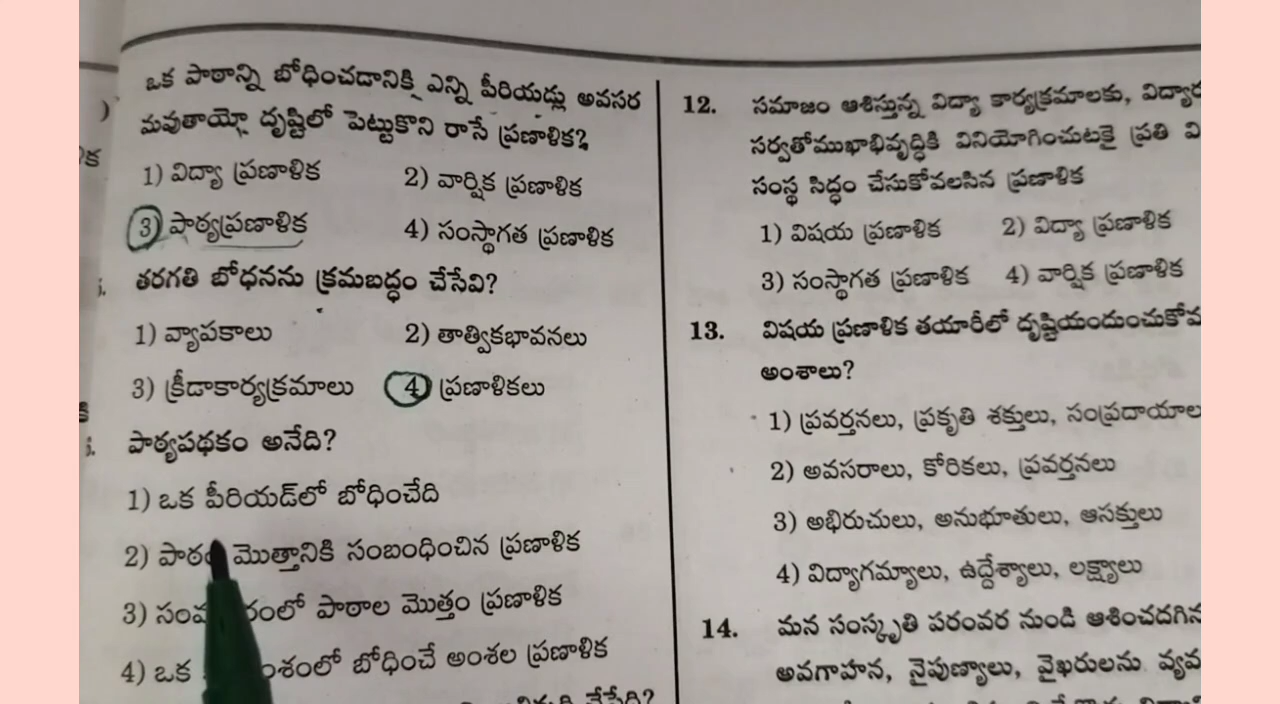 ఒక పాఠాన్ని బోధించడానికి ఎన్ని పీరియడ్లు అవసర
మవుతాయో దృష్టిలో పెట్టుకొని రాసే ప్రణాళిక?
1) విద్యా ప్రణాళిక 2) వార్షిక ప్రణాళిక
3) పాఠ్యప్రణాళిక 4) సంస్థాగత ప్రణాళిక
తరగతి బోధనను క్రమబద్ధం చేసేవి?
1) వ్యాపకాలు 2) తాత్వికభావనలు
3) క్రీడాకార్యక్రమాలు 4) ప్రణాళికలు
పాఠ్యపథకం అనేది?
1) ఒక పీరియడ్‌లో బోధించేది
2) మొత్తానికి సంబంధించిన ప్రణాళిక
3) పాఠాల మొత్తం ప్రణాళిక
4) ఒక బోధించే అంశల ప్రణాళిక
12. సమాజం ఆశిస్తున్న విద్యా కార్యక్రమాలకు,
సర్వతోముఖాభివృద్ధికి వినియోగించుటకై ప్రతి వి
సంస్థ సిద్ధం చేసుకోవలసిన ప్రణాళిక
1) విషయ ప్రణాళిక 2) విద్యా ప్రణాళిక
3) సంస్థాగత ప్రణాళిక 4) వార్షిక ప్రణాళిక
13. విషయ ప్రణాళిక తయారీలో దృష్టియందుంచుకోవ
అంశాలు?
1) ప్రవర్తనలు, ప్రకృతి శక్తులు, సంప్రదాయాల
2) అవసరాలు, కోరికలు, ప్రవర్తనలు
3) అభిరుచులు, అనుభూతులు, ఆసక్తులు
4) విద్యాగమ్యాలు, ఉద్దేశ్యాలు, లక్ష్యాలు
14. మన సంస్కృతి పరంపర నుండి ఆశించదగిన
అవగాహన, నైపుణ్యాలు, వైఖరులను వ్యవ